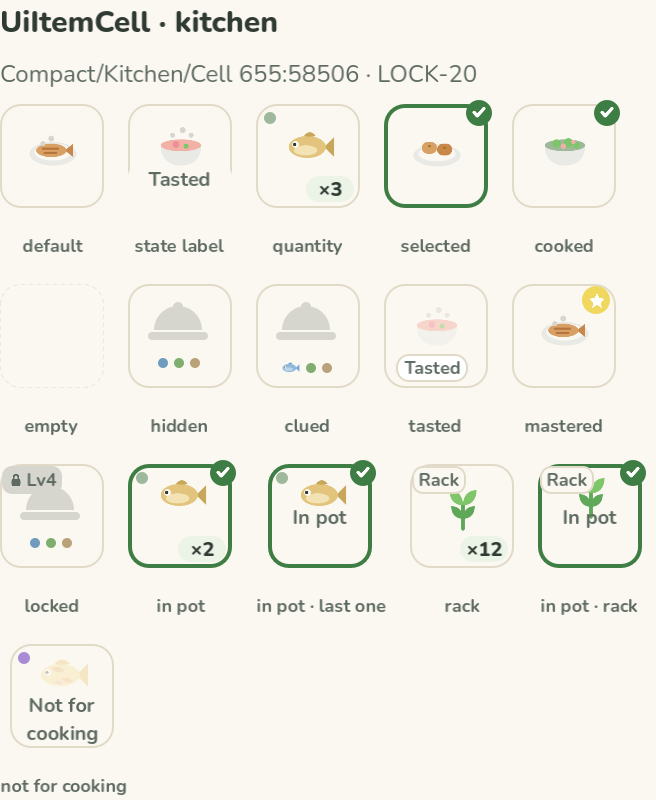 UiItemCell · kitchen
Compact/Kitchen/Cell 655:58506 · LOCK-20
Tasted
×3
default
state label
quantity
selected
cooked
Tasted
empty
hidden
clued
tasted
mastered
Lv4
Rack
Rack
In pot
In pot
×2
×12
locked
in pot
in pot · last one
rack
in pot · rack
Not for
cooking
not for cooking